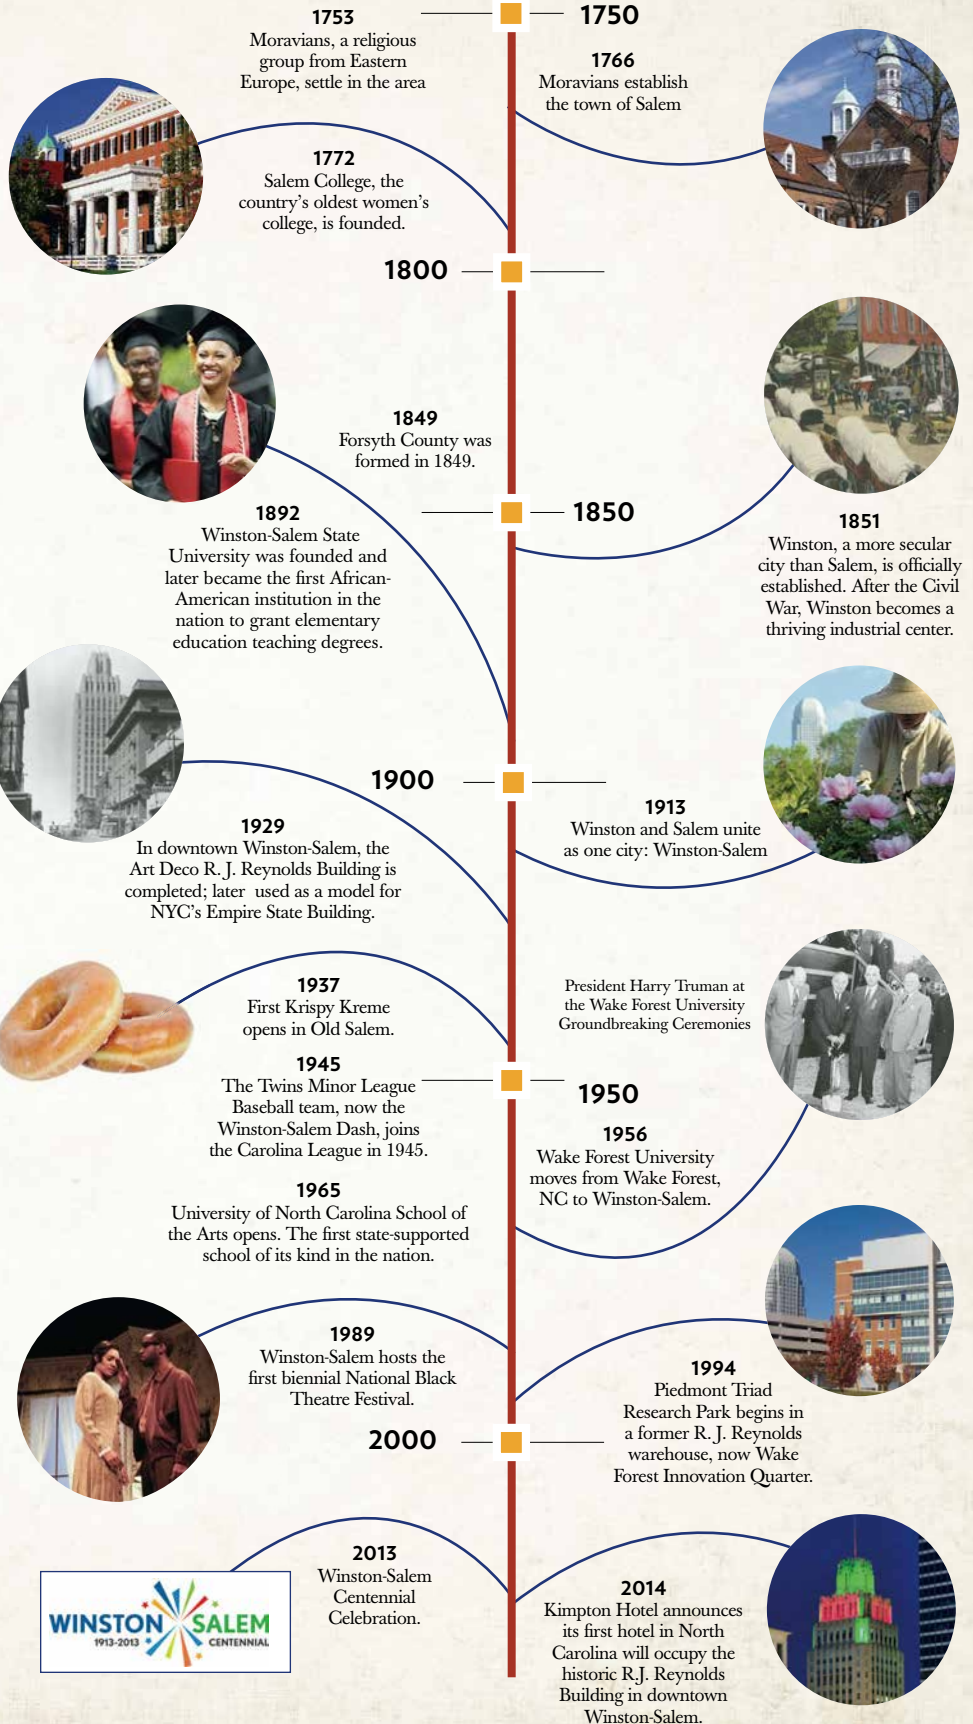 1753
Moravians, a religious
group from Eastern
Europe, settle in the area
1750
1766
Moravians establish
the town of Salem
1772
Salem College, the
country's oldest women's
college, is founded.
1800
1849
Forsyth County was
formed in 1849.
1850
1851
Winston, a more secular
city than Salem, is officially
established. After the Civil
War, Winston becomes a
thriving industrial center.
1892
Winston-Salem State
University was founded and
later became the first African-
American institution in the
nation to grant elementary
education teaching degrees.
1900
1913
Winston and Salem unite
as one city: Winston-Salem
1929
In downtown Winston-Salem, the
Art Deco R. J. Reynolds Building is
completed; later used as a model for
NYC's Empire State Building.
1937
First Krispy Kreme
opens in Old Salem.
President Harry Truman at
the Wake Forest University
Groundbreaking Ceremonies
1945
The Twins Minor League
Baseball team, now the
Winston-Salem Dash, joins
the Carolina League in 1945.
1950
1956
Wake Forest University
moves from Wake Forest,
NC to Winston-Salem.
1965
University of North Carolina School of
the Arts opens. The first state-supported
school of its kind in the nation.
1989
Winston-Salem hosts the
first biennial National Black
Theatre Festival.
1994
Piedmont Triad
Research Park begins in
a former R. J. Reynolds
warehouse, now Wake
Forest Innovation Quarter.
2000
2013
Winston-Salem
Centennial
Celebration.
WINSTON SALEM
1913-2013 CENTENNIAL
2014
Kimpton Hotel announces
its first hotel in North
Carolina will occupy the
historic R.J. Reynolds
Building in downtown
Winston-Salem.